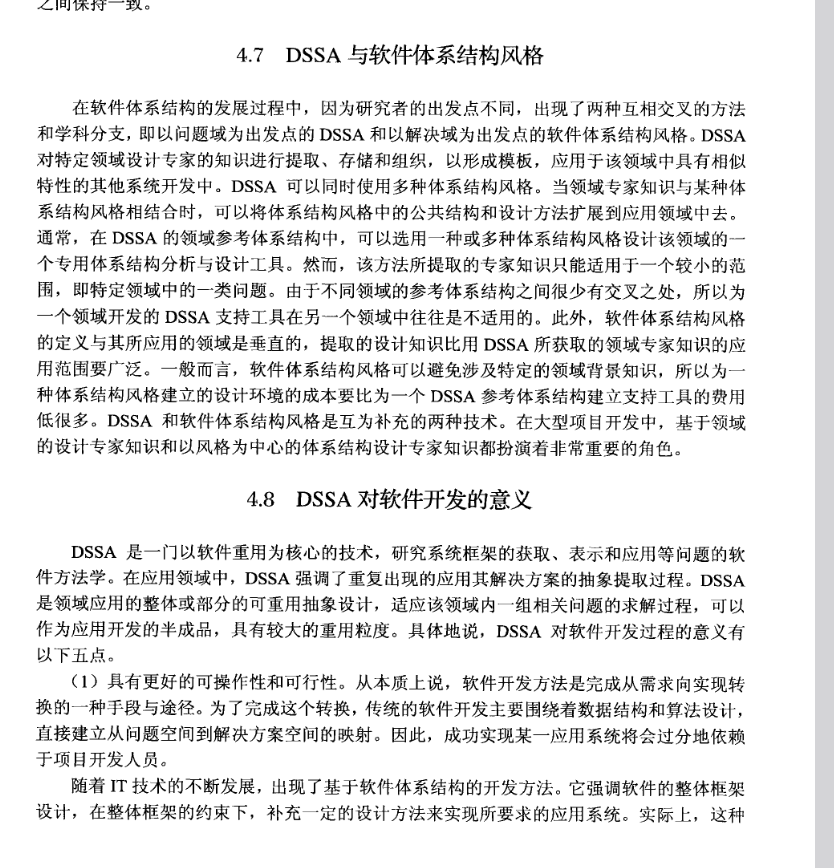 之间保持一致。
4.7 DSSA 与软件体系结构风格
在软件体系结构的发展过程中，因为研究者的出发点不同，出现了两种互相交叉的方法
和学科分支，即以问题域为出发点的 DSSA 和以解决域为出发点的软件体系结构风格。DSSA
对特定领域设计专家的知识进行提取、存储和组织，以形成模板，应用于该领域中具有相似
特性的其他系统开发中。DSSA 可以同时使用多种体系结构风格。当领域专家知识与某种体
系结构风格相结合时，可以将体系结构风格中的公共结构和设计方法扩展到应用领域中去。
通常，在 DSSA 的领域参考体系结构中，可以选用一种或多种体系结构风格设计该领域的一
个专用体系结构分析与设计工具。然而，该方法所提取的专家知识只能适用于一个较小的范
围，即特定领域中的一类问题。由于不同领域的参考体系结构之间很少有交叉之处，所以为
一个领域开发的 DSSA 支持工具在另一个领域中往往是不适用的。此外，软件体系结构风格
的定义与其所应用的领域是垂直的，提取的设计知识比用 DSSA 所获取的领域专家知识的应
用范围要广泛。一般而言，软件体系结构风格可以避免涉及特定的领域背景知识，所以为一
种体系结构风格建立的设计环境的成本要比为一个 DSSA 参考体系结构建立支持工具的费用
低很多。DSSA 和软件体系结构风格是互为补充的两种技术。在大型项目开发中，基于领域
的设计专家知识和以风格为中心的体系结构设计专家知识都扮演着非常重要的角色。
4.8 DSSA 对软件开发的意义
DSSA 是一门以软件重用为核心的技术，研究系统框架的获取、表示和应用等问题的软
件方法学。在应用领域中，DSSA 强调了重复出现的应用其解决方案的抽象提取过程。DSSA
是领域应用的整体或部分的可重用抽象设计，适应该领域内一组相关问题的求解过程，可以
作为应用开发的半成品，具有较大的重用粒度。具体地说，DSSA 对软件开发过程的意义有
以下五点。
（1）具有更好的可操作性和可行性。从本质上说，软件开发方法是完成从需求向实现转
换的一种手段与途径。为了完成这个转换，传统的软件开发主要围绕着数据结构和算法设计，
直接建立从问题空间到解决方案空间的映射。因此，成功实现某一应用系统将会过分地依赖
于项目开发人员。
随着 IT 技术的不断发展，出现了基于软件体系结构的开发方法。它强调软件的整体框架
设计，在整体框架的约束下，补充一定的设计方法来实现所要求的应用系统。实际上，这种